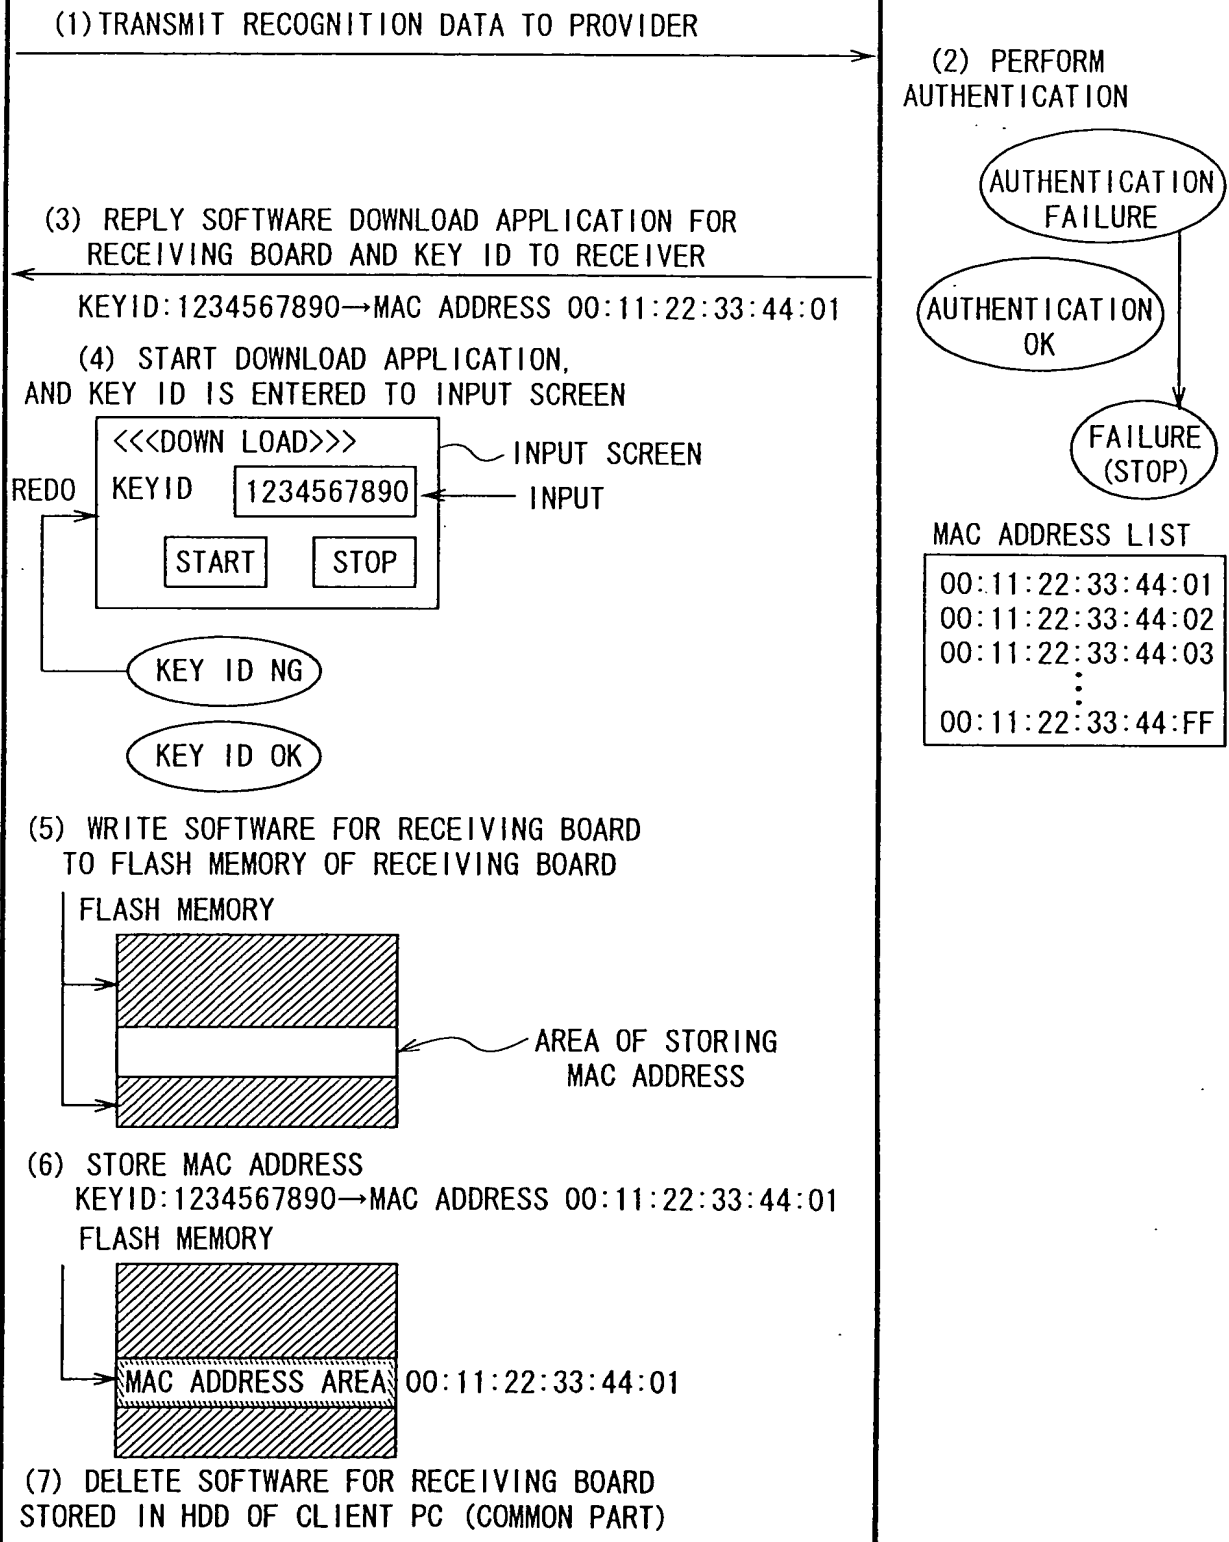 (1) TRANSMIT RECOGNITION DATA TO PROVIDER
(2) PERFORM
AUTHENTICATION
AUTHENTICATION
FAILURE
(3) REPLY SOFTWARE DOWNLOAD APPLICATION FOR
RECEIVING BOARD AND KEY ID TO RECEIVER
KEYID:1234567890→MAC ADDRESS 00:11:22:33:44:01
AUTHENTICATION
OK
(4) START DOWNLOAD APPLICATION,
AND KEY ID IS ENTERED TO INPUT SCREEN
FAILURE
(STOP)
<<<DOWN LOAD>>>
INPUT SCREEN
REDO
KEYID
1234567890
INPUT
START
STOP
MAC ADDRESS LIST
00:11:22:33:44:01
00:11:22:33:44:02
00:11:22:33:44:03
00:11:22:33:44:FF
KEY ID NG
KEY ID OK
(5) WRITE SOFTWARE FOR RECEIVING BOARD
TO FLASH MEMORY OF RECEIVING BOARD
FLASH MEMORY
AREA OF STORING
MAC ADDRESS
(6) STORE MAC ADDRESS
KEYID:1234567890→MAC ADDRESS 00:11:22:33:44:01
FLASH MEMORY
MAC ADDRESS AREA
00:11:22:33:44:01
(7) DELETE SOFTWARE FOR RECEIVING BOARD
STORED IN HDD OF CLIENT PC (COMMON PART)